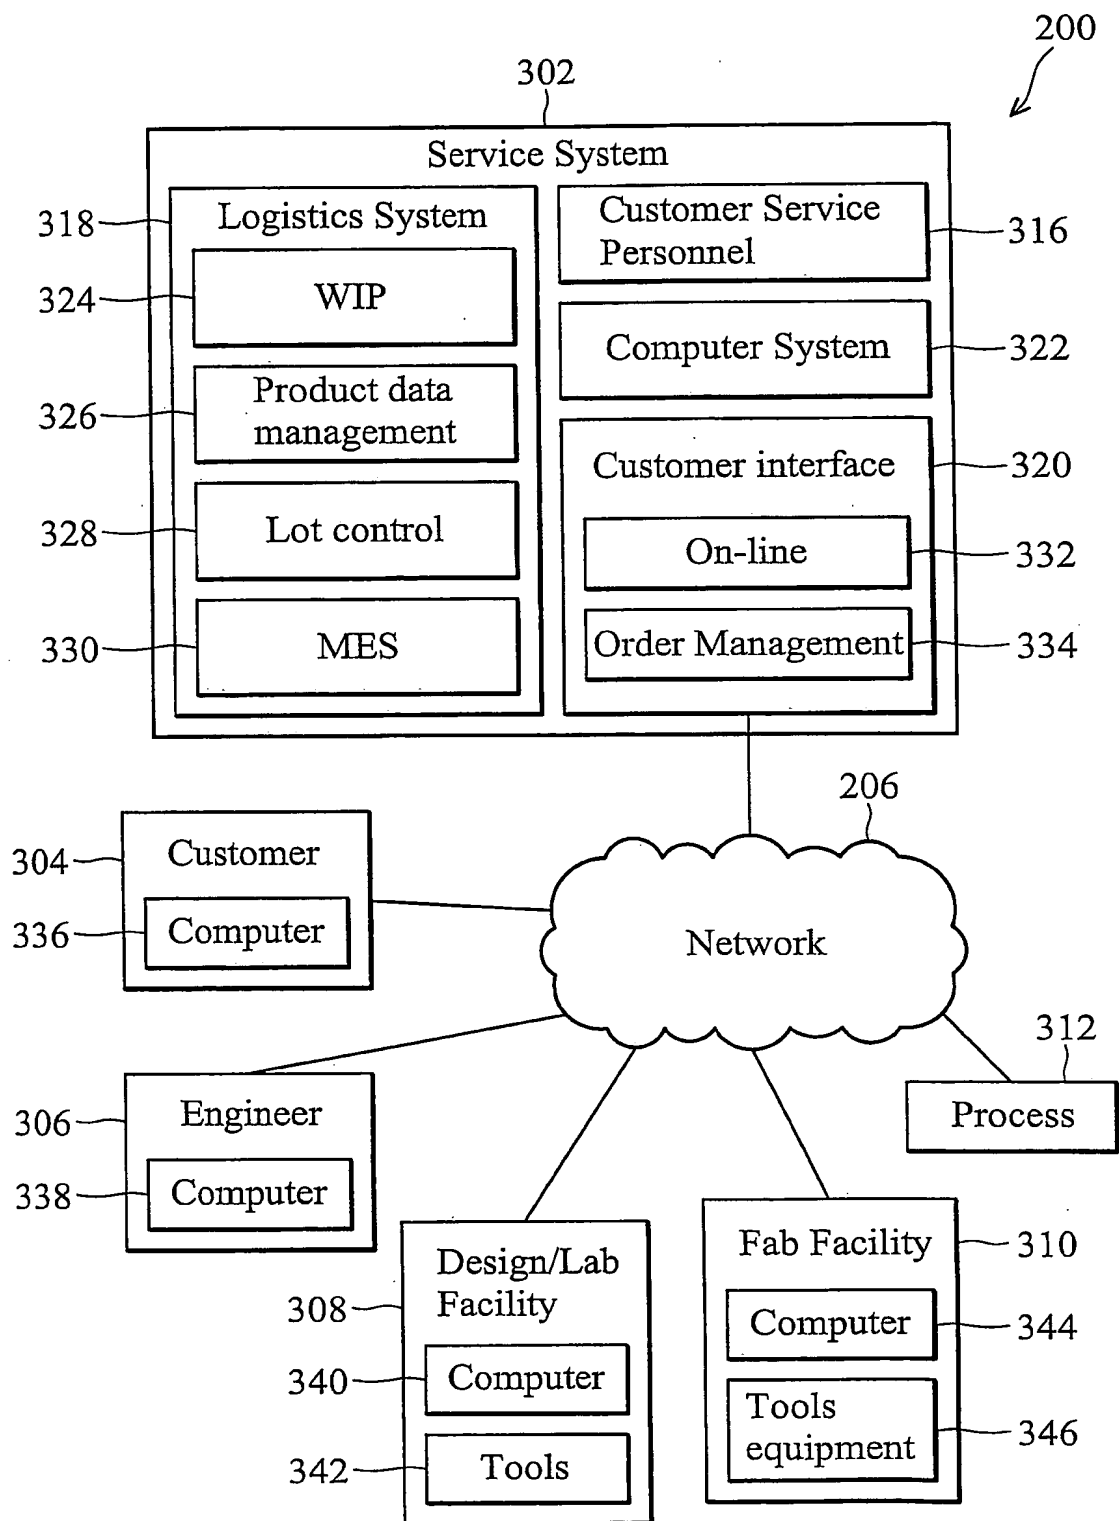 200
302
Service System
318
Logistics System
324
WIP
326
Product data
management
328
Lot control
330
MES
Customer Service
Personnel
316
Computer System
322
Customer interface
320
On-line
332
Order Management
334
206
Network
304
Customer
336
Computer
306
Engineer
338
Computer
312
Process
308
Design/Lab
Facility
340
Computer
342
Tools
Fab Facility
310
Computer
344
Tools
equipment
346